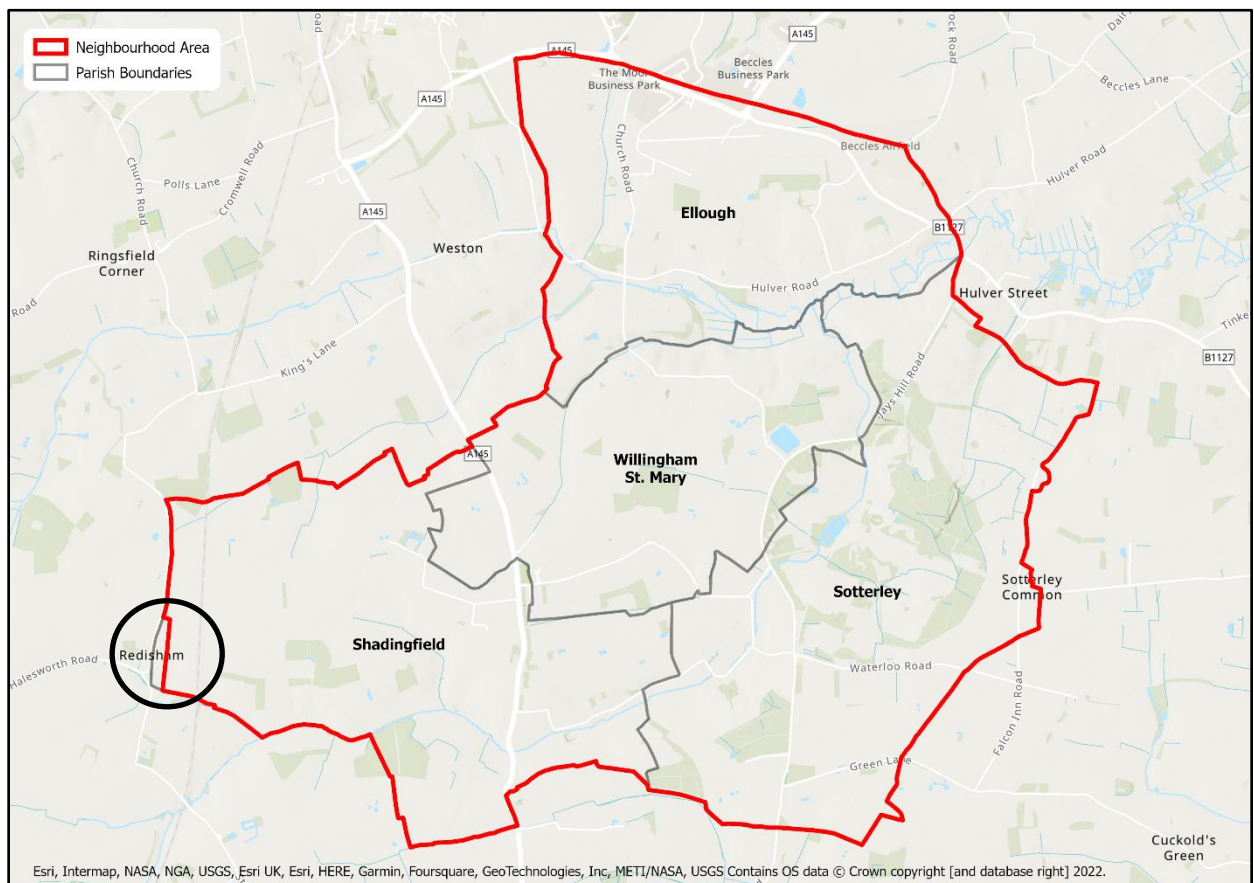 Neighbourhood Area
Parish Boundaries
Road
A145
A145
The Moor
Business Park
Beccles
Business Park
Road
Beccles Lane
A145
Church Road
Polls Lane
Cromwell Road
Church Road
Beccles Airfield
Hulver Road
A145
Ellough
B1127
Ringsfield
Corner
Weston
Hulver Road
Hulver Street
Road
King's Lane
B1127
Jays Hill Road
A145
Willingham
St. Mary
Sotterley
Common
Sotterley
Shadingfield
Redisham
Halesworth Road
Waterloo Road
Falcon Inn Road
Green Lane
Cuckold's
Green
Esri, Intermap, NASA, NGA, USGS, Esri UK, Esri, HERE, Garmin, Foursquare, GeoTechnologies, Inc, METI/NASA, USGS Contains OS data © Crown copyright [and database right] 2022.